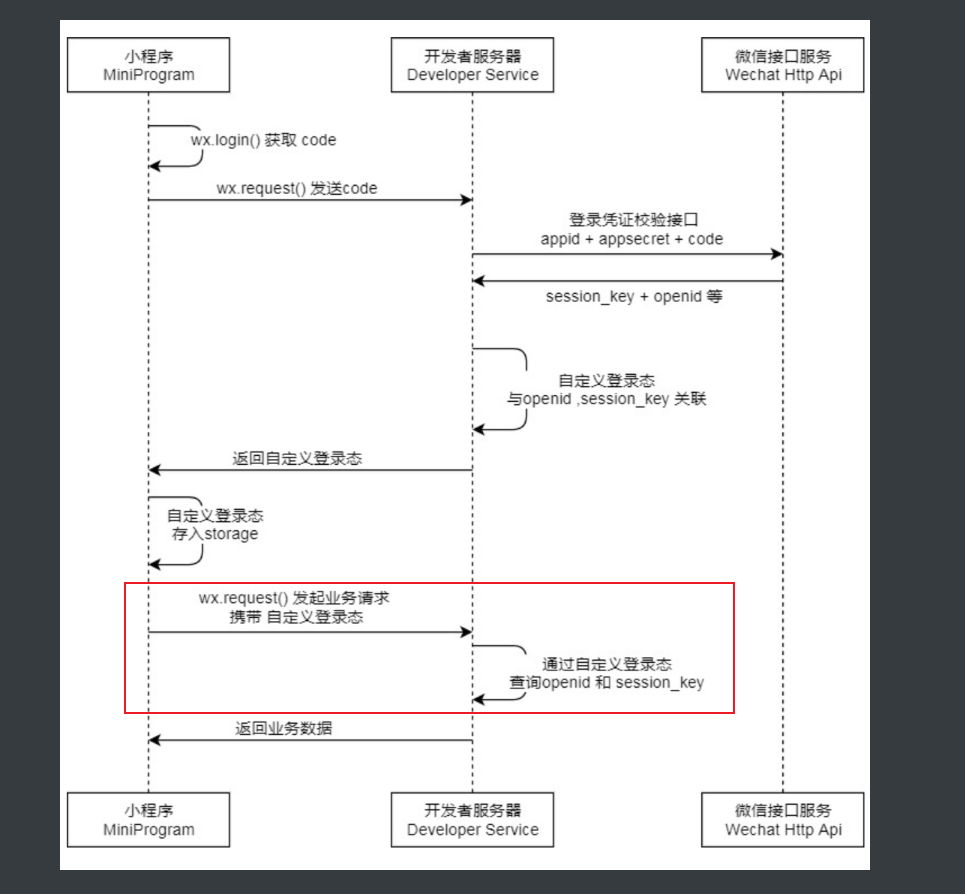 小程序
MiniProgram
开发者服务器
Developer Service
微信接口服务
Wechat Http Api
wx.login() 获取 code
wx.request() 发送code
登录凭证校验接口
appid + appsecret + code
session_key + openid 等
自定义登录态
与openid ,session_key 关联
返回自定义登录态
自定义登录态
存入storage
wx.request() 发起业务请求
携带 自定义登录态
通过自定义登录态
查询openid 和 session_key
返回业务数据
小程序
MiniProgram
开发者服务器
Developer Service
微信接口服务
Wechat Http Api